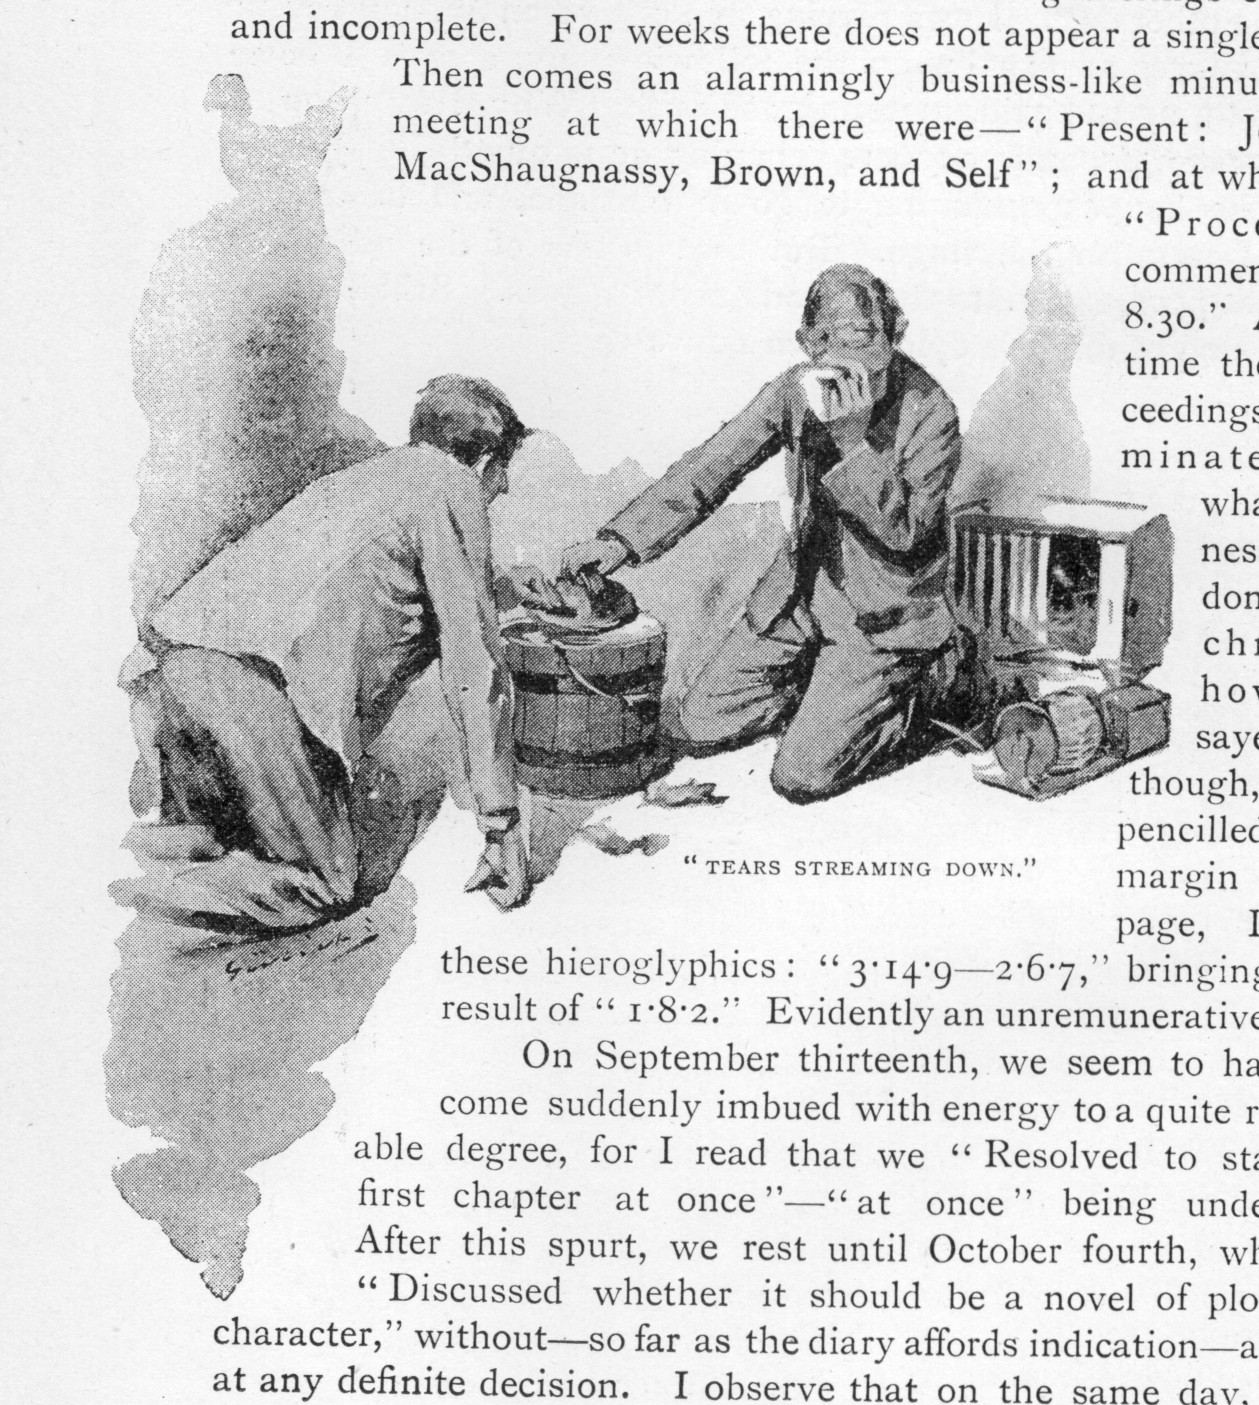 and incomplete. For weeks there does not appear a single
Then comes an alarmingly business-like minu
meeting at which there were—“Present: J
MacShaugnassy, Brown, and Self”; and at wh
“Proce
commen
8.30.”
time the
ceedings
minate
wha
nes
don
chr
how
saye
though,
pencilled
margin
page, I
“TEARS STREAMING DOWN.”
these hieroglyphics: “3·14·9—2·6·7,” bringing
result of “1·8·2.” Evidently an unremunerative
On September thirteenth, we seem to ha
come suddenly imbued with energy to a quite r
able degree, for I read that we “Resolved to sta
first chapter at once”—“at once” being unde
After this spurt, we rest until October fourth, wh
“Discussed whether it should be a novel of plo
character,” without—so far as the diary affords indication—a
at any definite decision. I observe that on the same day,